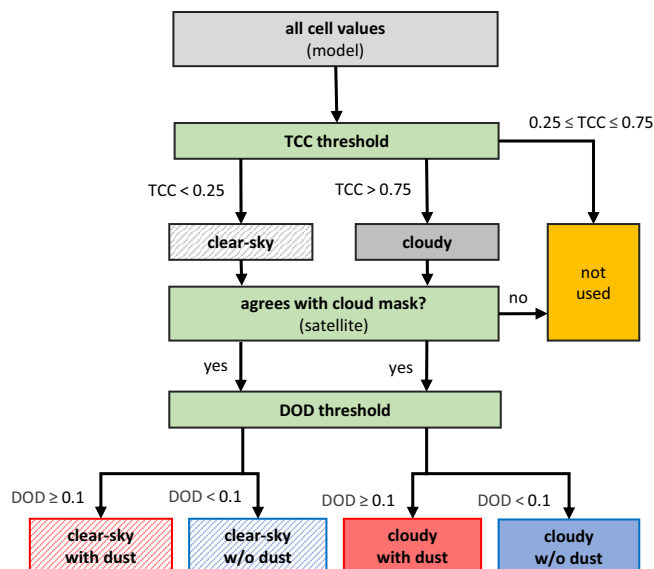 all cell values
(model)
0.25 ≤ TCC ≤ 0.75
TCC threshold
TCC < 0.25
TCC > 0.75
clear-sky
cloudy
not
used
agrees with cloud mask?
(satellite)
no
yes
yes
DOD threshold
DOD ≥ 0.1
DOD < 0.1
DOD ≥ 0.1
DOD < 0.1
clear-sky
with dust
clear-sky
w/o dust
cloudy
with dust
cloudy
w/o dust